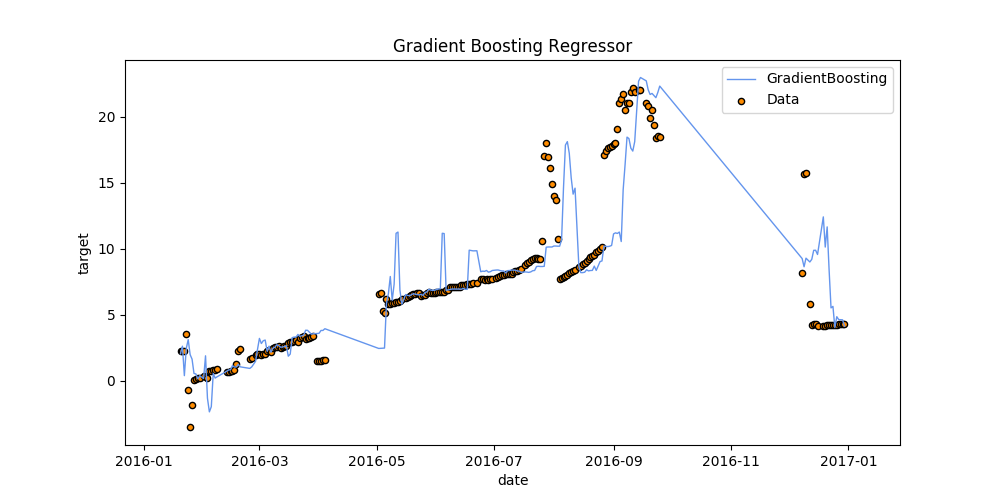 Gradient Boosting Regressor
GradientBoosting
Data
target
20
15
10
5
0
2016-01
2016-03
2016-05
2016-07
2016-09
2016-11
2017-01
date